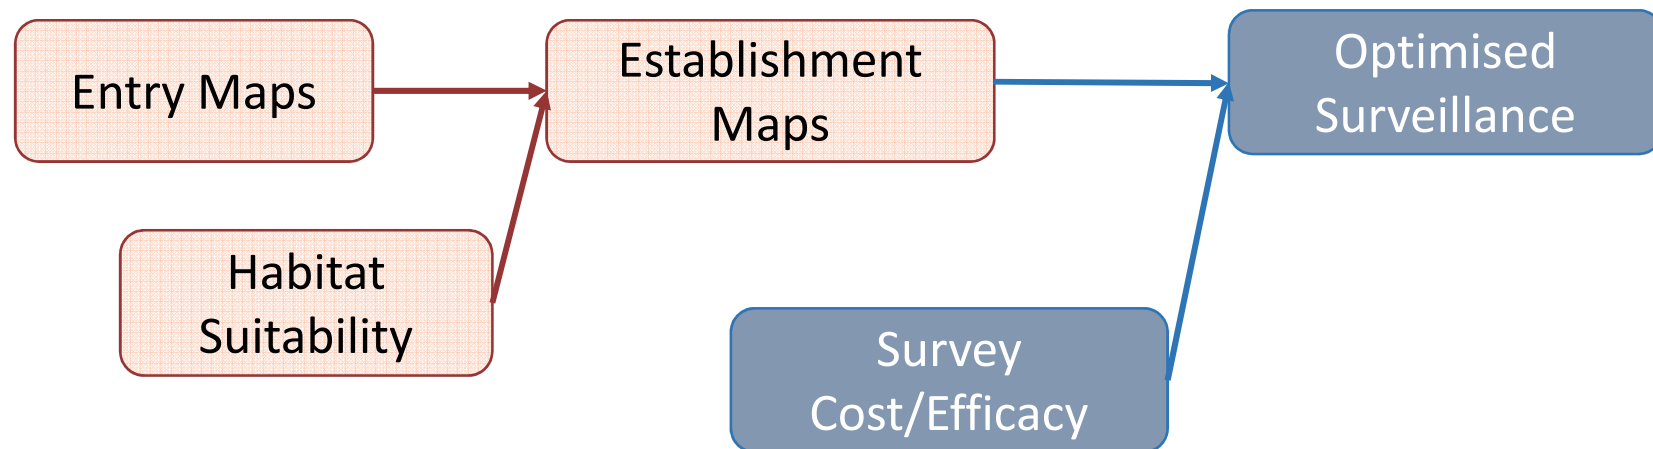 Entry Maps
Establishment
Maps
Optimised
Surveillance
Habitat
Suitability
Survey
Cost/Efficacy